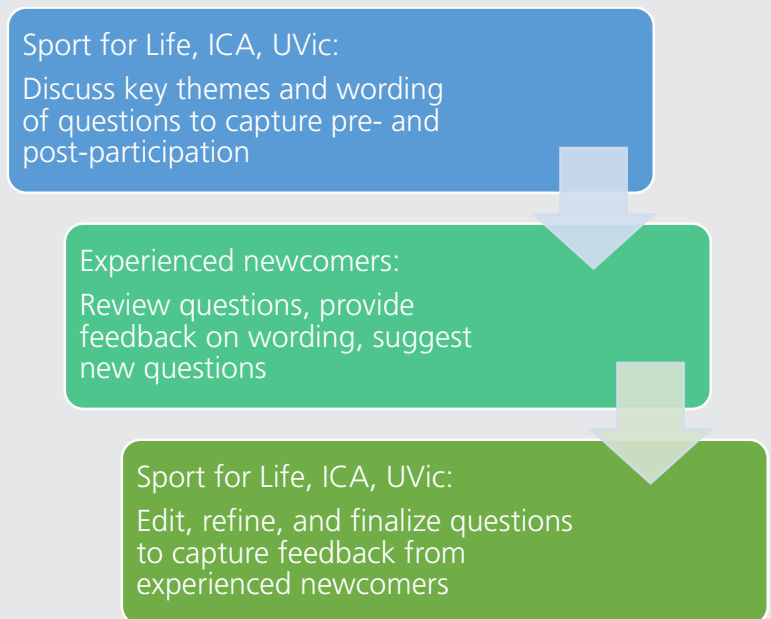 Sport for Life, ICA, UVic:
Discuss key themes and wording
of questions to capture pre- and
post-participation
Experienced newcomers:
Review questions, provide
feedback on wording, suggest
new questions
Sport for Life, ICA, UVic:
Edit, refine, and finalize questions
to capture feedback from
experienced newcomers